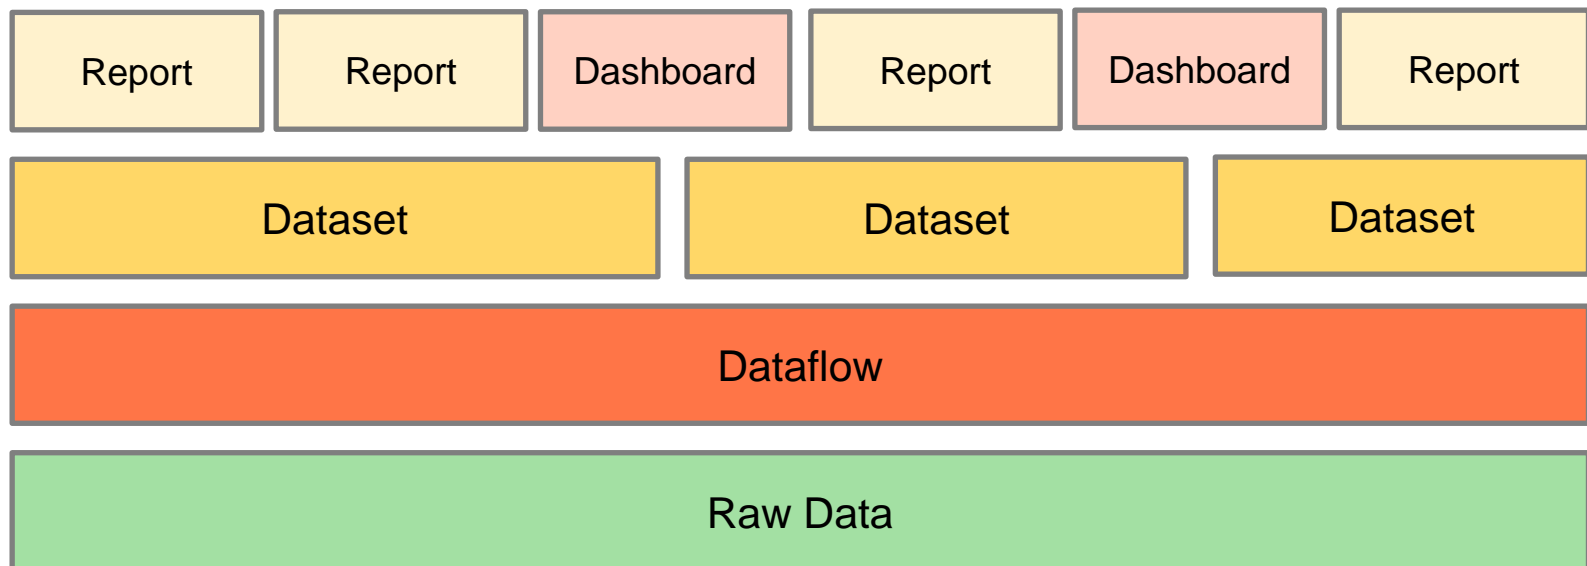 Report
Report
Dashboard
Report
Dashboard
Report
Dataset
Dataset
Dataset
Dataflow
Raw Data